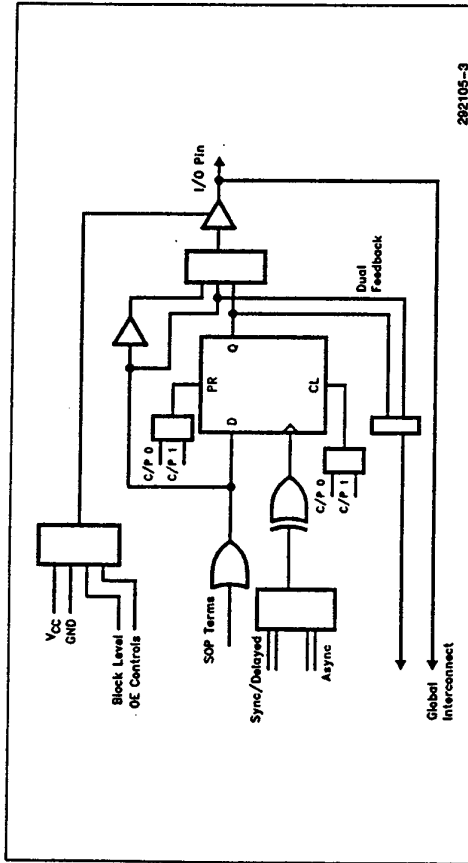 VCC
GND
Block Level
OE Controls
I/O Pin
C/P 0
C/P 1
PR
SOP Terms
D
Q
CL
C/P 0
C/P 1
Sync/Delayed
Async
Dual
Feedback
Global
Interconnect
292105-3